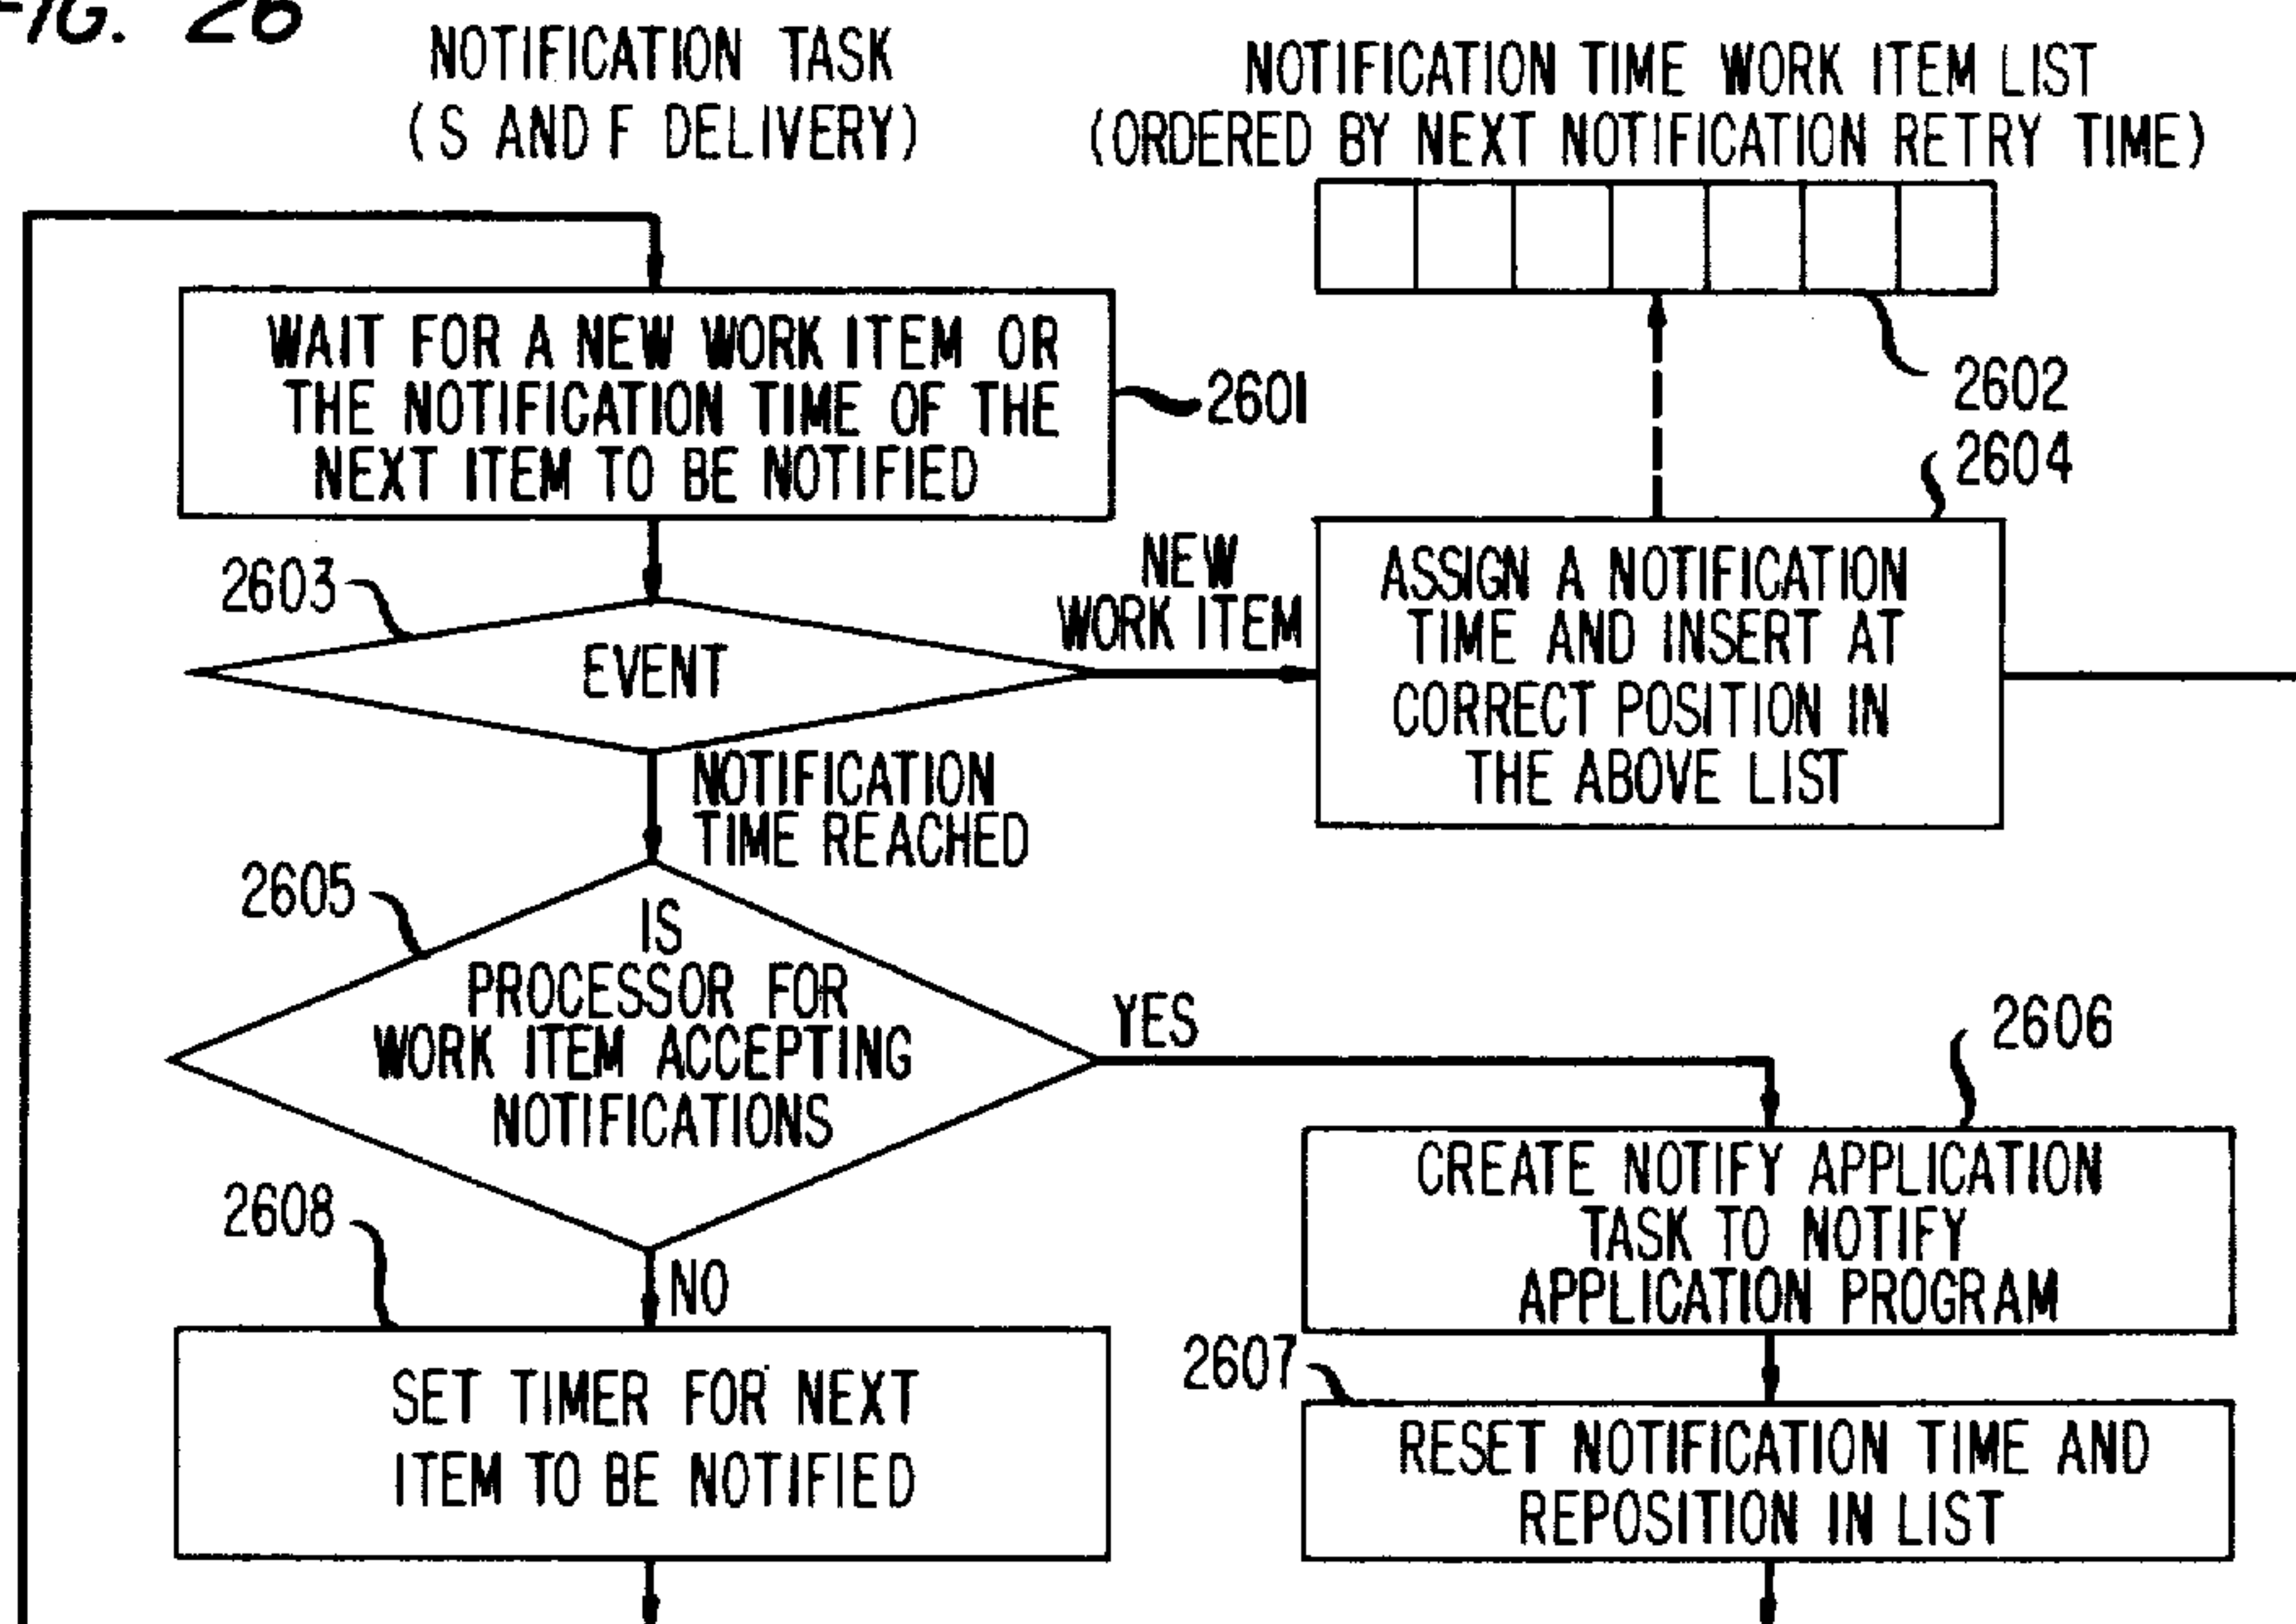 FIG. 26
NOTIFICATION TASK
(S AND F DELIVERY)
NOTIFICATION TIME WORK ITEM LIST
(ORDERED BY NEXT NOTIFICATION RETRY TIME)
WAIT FOR A NEW WORK ITEM OR
THE NOTIFICATION TIME OF THE
NEXT ITEM TO BE NOTIFIED
2601
2602
2604
2603
EVENT
NEW
WORK ITEM
ASSIGN A NOTIFICATION
TIME AND INSERT AT
CORRECT POSITION IN
THE ABOVE LIST
NOTIFICATION
TIME REACHED
2605
IS
PROCESSOR FOR
WORK ITEM ACCEPTING
NOTIFICATIONS
YES
2606
CREATE NOTIFY APPLICATION
TASK TO NOTIFY
APPLICATION PROGRAM
2608
NO
SET TIMER FOR NEXT
ITEM TO BE NOTIFIED
2607
RESET NOTIFICATION TIME AND
REPOSITION IN LIST